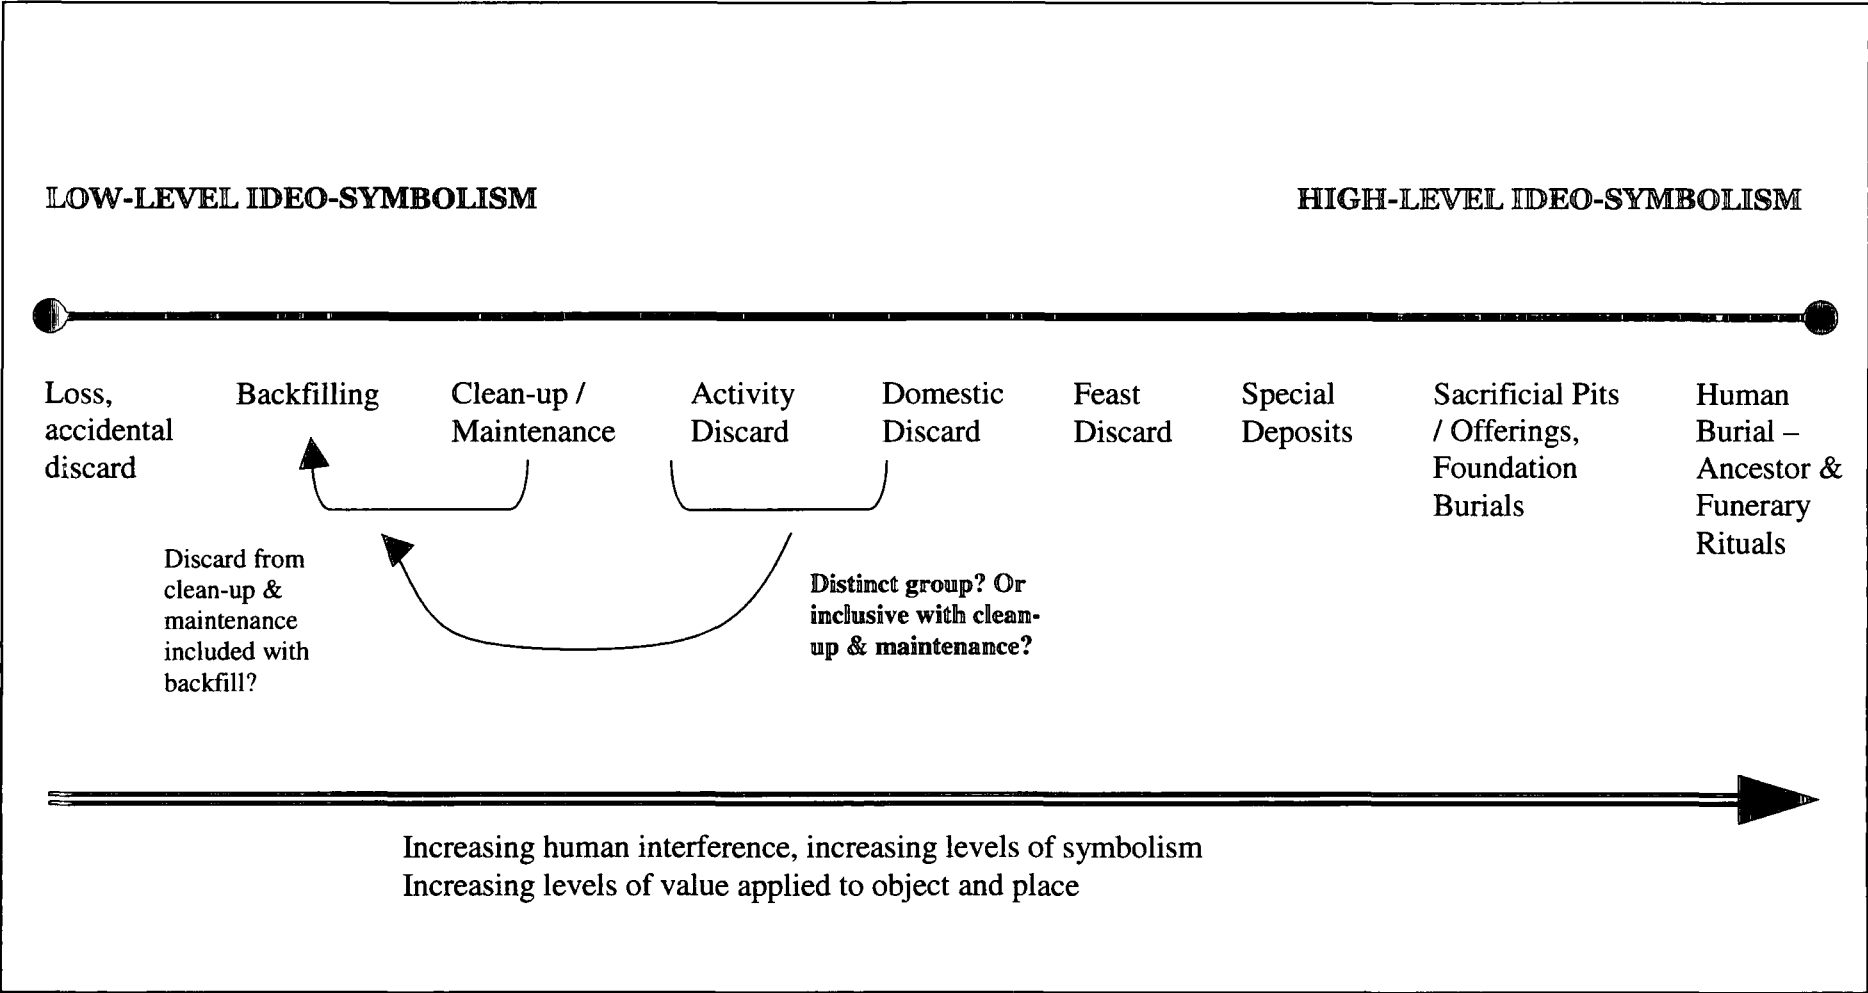 LOW-LEVEL IDEO-SYMBOLISM
HIGH-LEVEL IDEO-SYMBOLISM
Loss,
accidental
discard
Backfilling
Clean-up /
Maintenance
Activity
Discard
Domestic
Discard
Feast
Discard
Special
Deposits
Sacrificial Pits
/ Offerings,
Foundation
Burials
Human
Burial –
Ancestor &
Funerary
Rituals
Discard from
clean-up &
maintenance
included with
backfill?
Distinct group? Or
inclusive with clean-
up & maintenance?
Increasing human interference, increasing levels of symbolism
Increasing levels of value applied to object and place